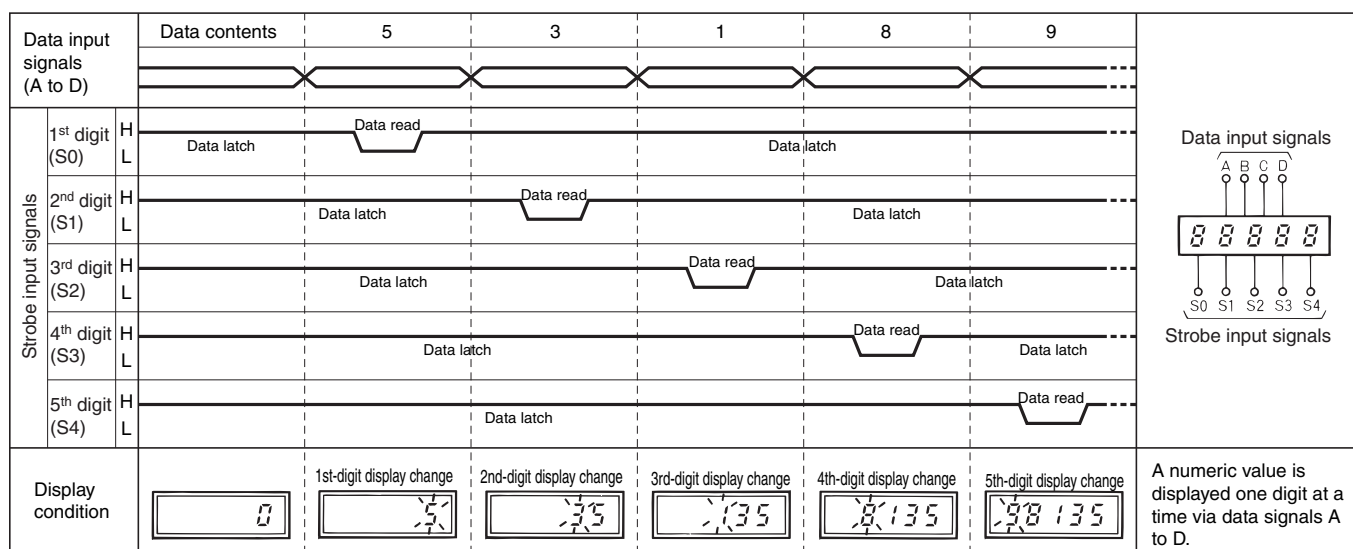 Data input signals (A to D)
Data contents 5 3 1 8 9
Strobe input signals
1st digit (S0) H L
Data latch
Data read
Data latch
2nd digit (S1) H L
Data latch
Data read
Data latch
3rd digit (S2) H L
Data latch
Data read
Data latch
4th digit (S3) H L
Data latch
Data read
Data latch
5th digit (S4) H L
Data latch
Data read
Display condition
0
1st-digit display change
5
2nd-digit display change
35
3rd-digit display change
135
4th-digit display change
8135
5th-digit display change
98135
Data input signals
A B C D
8 8 8 8 8
S0 S1 S2 S3 S4
Strobe input signals
A numeric value is
displayed one digit at a
time via data signals A
to D.